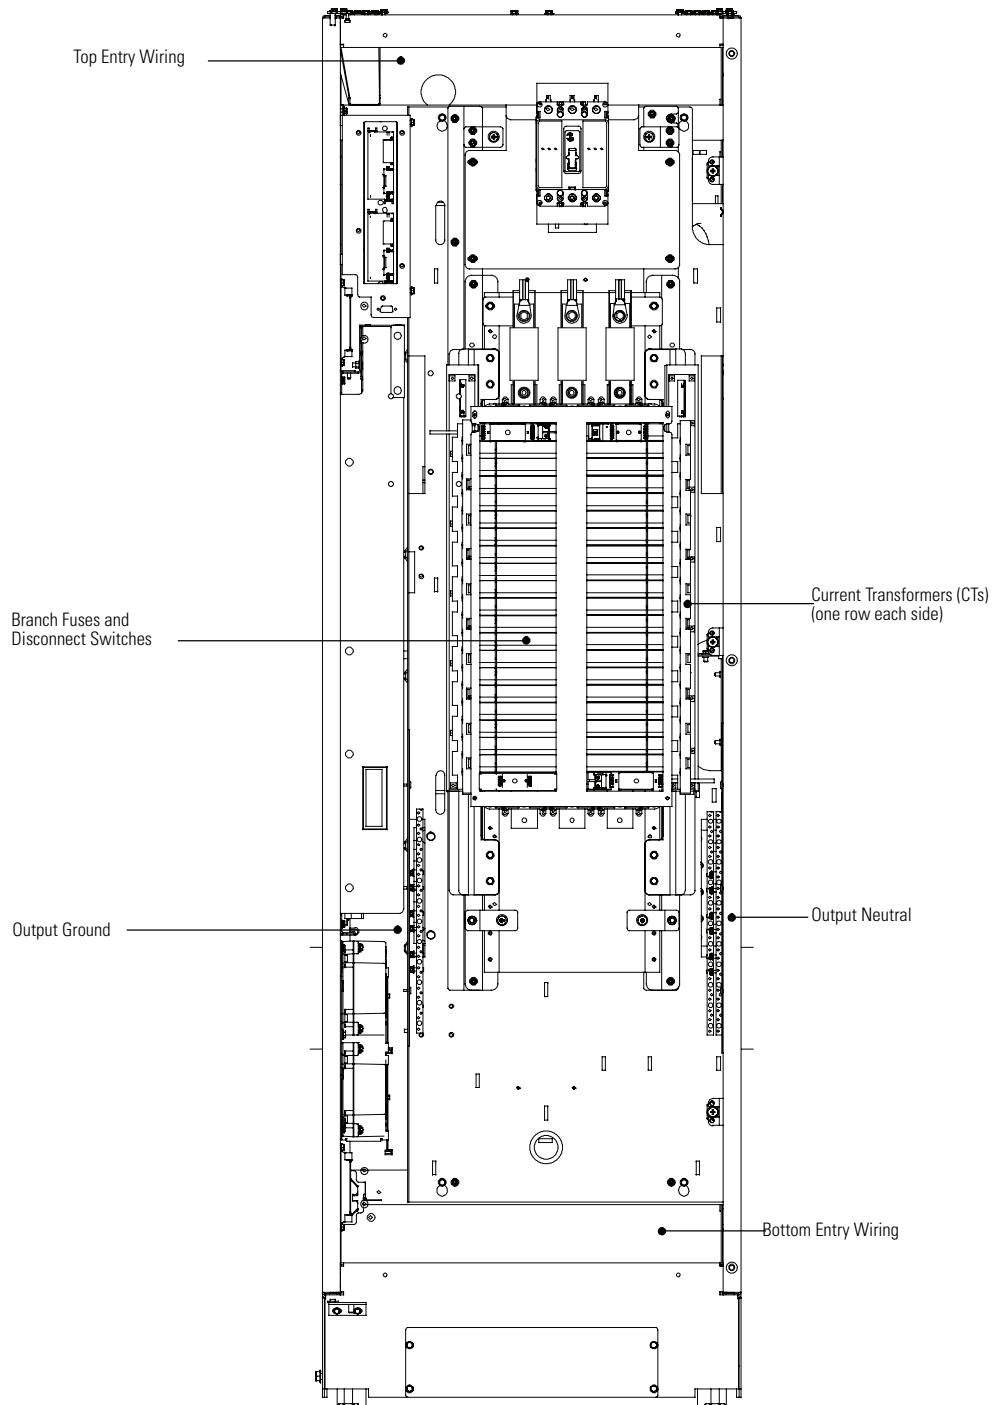 Top Entry Wiring
Current Transformers (CTs)
(one row each side)
Branch Fuses and
Disconnect Switches
Output Neutral
Output Ground
Bottom Entry Wiring